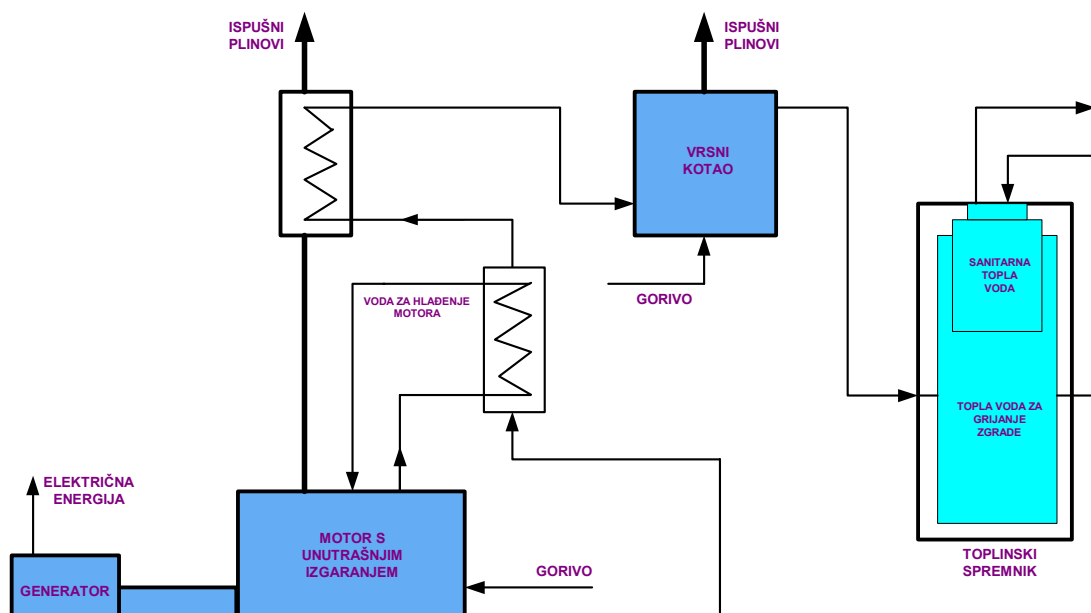 ISPUŠNI
PLINOVI
ISPUŠNI
PLINOVI
VRSNI
KOTAO
SANITARNA
TOPLA
VODA
VODA ZA HLAĐENJE
MOTORA
GORIVO
TOPLA VODA ZA
GRIJANJE
ZGRADE
ELEKTRIČNA
ENERGIJA
MOTOR S
UNUTRAŠNJIM
IZGARANJEM
GORIVO
TOPLINSKI
SPREMNIK
GENERATOR